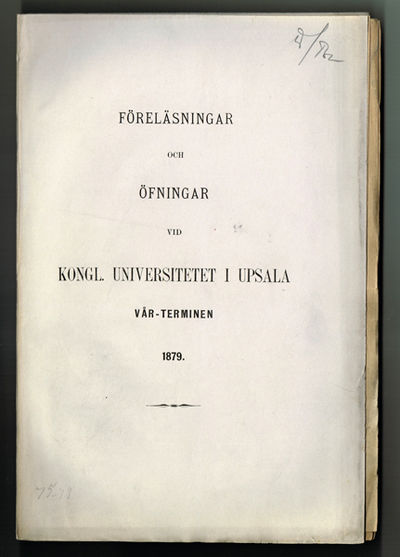 FÖRELÄSNINGAR
OCH
ÖFNINGAR
VID
KONGL. UNIVERSITETET I UPSALA
VÅR-TERMINEN
1879.